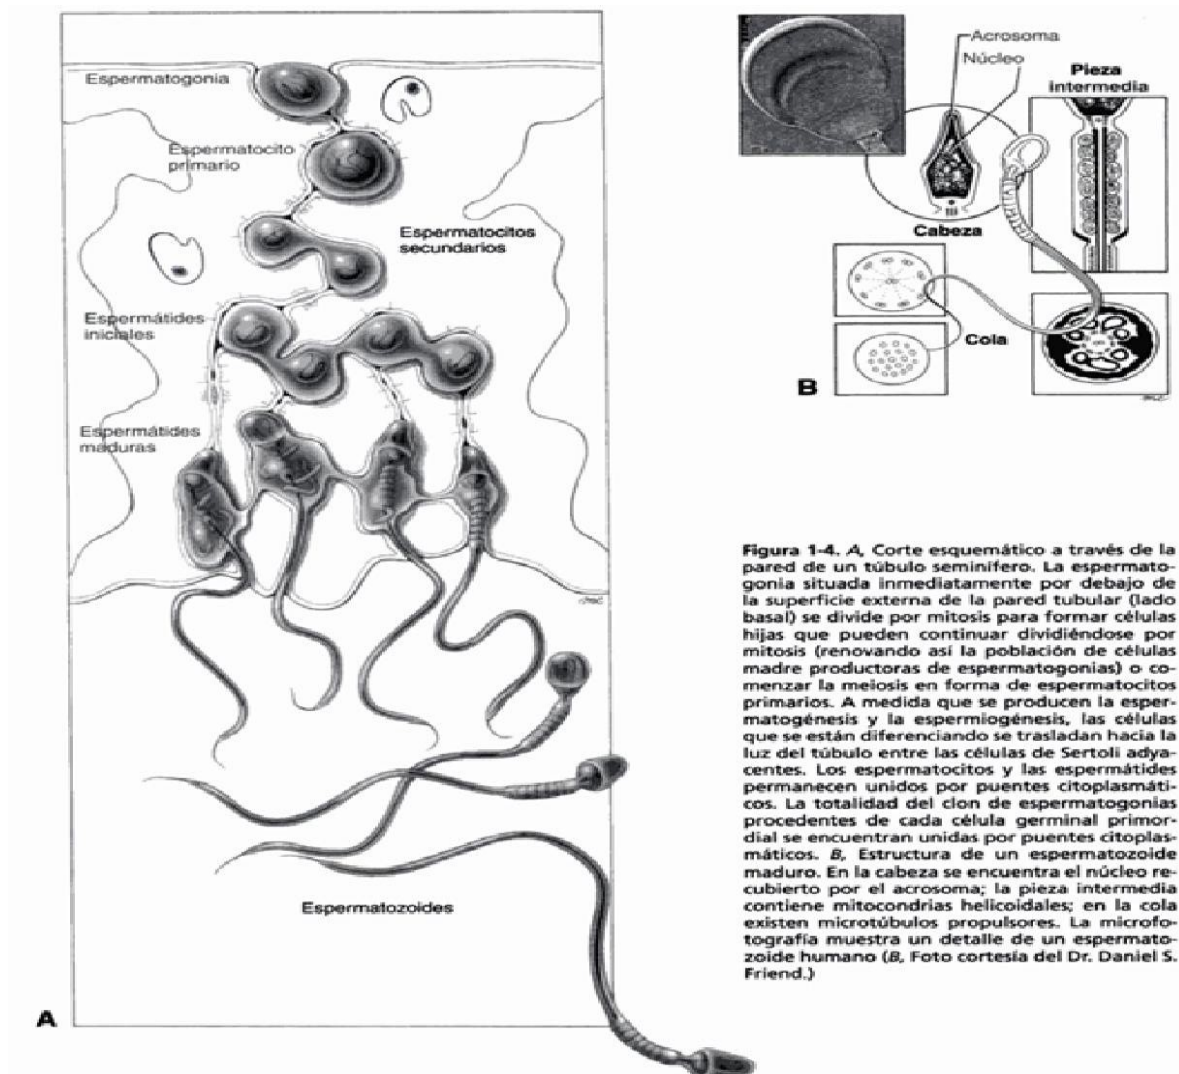 Espermatogonia
Espermatocito
primario
Espermatocitos
secundarios
Espermátides
iniciales
Espermátides
maduras
Espermatozoides
A
Acrosoma
Núcleo
Pieza
intermedia
Cabeza
Cola
B
Figura 1-4. A, Corte esquemático a través de la
pared de un túbulo seminífero. La espermato-
gonia situada inmediatamente por debajo de
la superficie externa de la pared tubular (lado
basal) se divide por mitosis para formar células
hijas que pueden continuar dividiéndose por
mitosis (renovando así la población de células
madre productoras de espermatogonias) o co-
menzar la meiosis en forma de espermatocitos
primarios. A medida que se producen la esper-
matogénesis y la espermiogénesis, las células
que se están diferenciando se trasladan hacia la
luz del túbulo entre las células de Sertoli adya-
centes. Los espermatocitos y las espermátides
permanecen unidos por puentes citoplasmáti-
cos. La totalidad del clon de espermatogonias
procedentes de cada célula germinal primor-
dial se encuentran unidas por puentes citoplas-
máticos. B, Estructura de un espermatozoide
maduro. En la cabeza se encuentra el núcleo re-
cubierto por el acrosoma; la pieza intermedia
contiene mitocondrias helicoidales; en la cola
existen microtúbulos propulsores. La microfo-
tografía muestra un detalle de un espermato-
zoide humano (B, Foto cortesía del Dr. Daniel S.
Friend.)